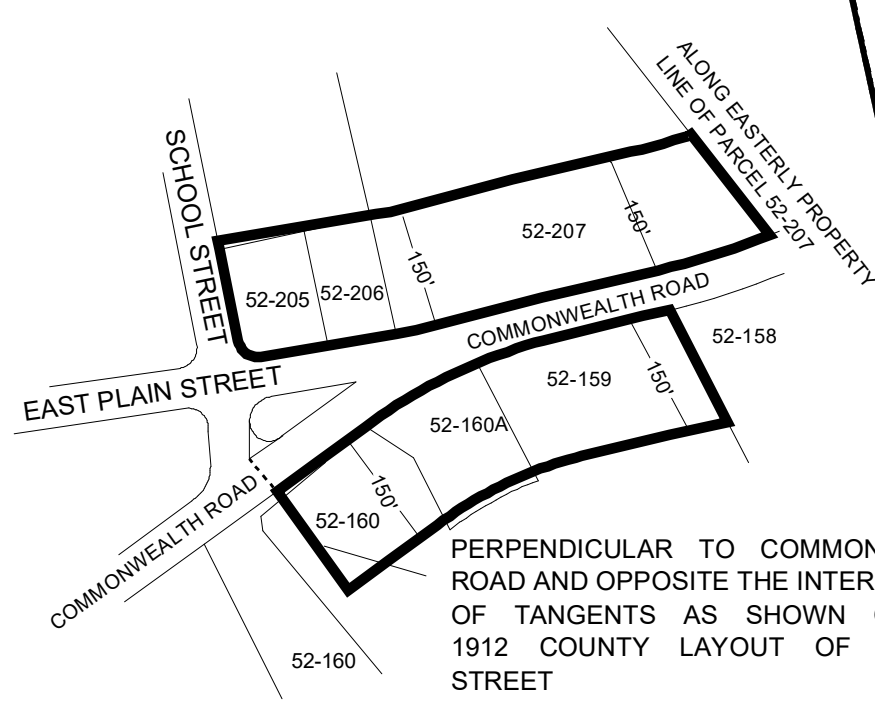 ALONG EASTERLY PROPERTY
LINE OF PARCEL 52-207
SCHOOL STREET
52-207
150'
150'
52-205
52-206
COMMONWEALTH ROAD
52-158
EAST PLAIN STREET
52-159
150'
52-160A
150'
52-160
COMMONWEALTH ROAD
52-160
PERPENDICULAR TO COMMON
ROAD AND OPPOSITE THE INTER
OF TANGENTS AS SHOWN
1912 COUNTY LAYOUT OF
STREET